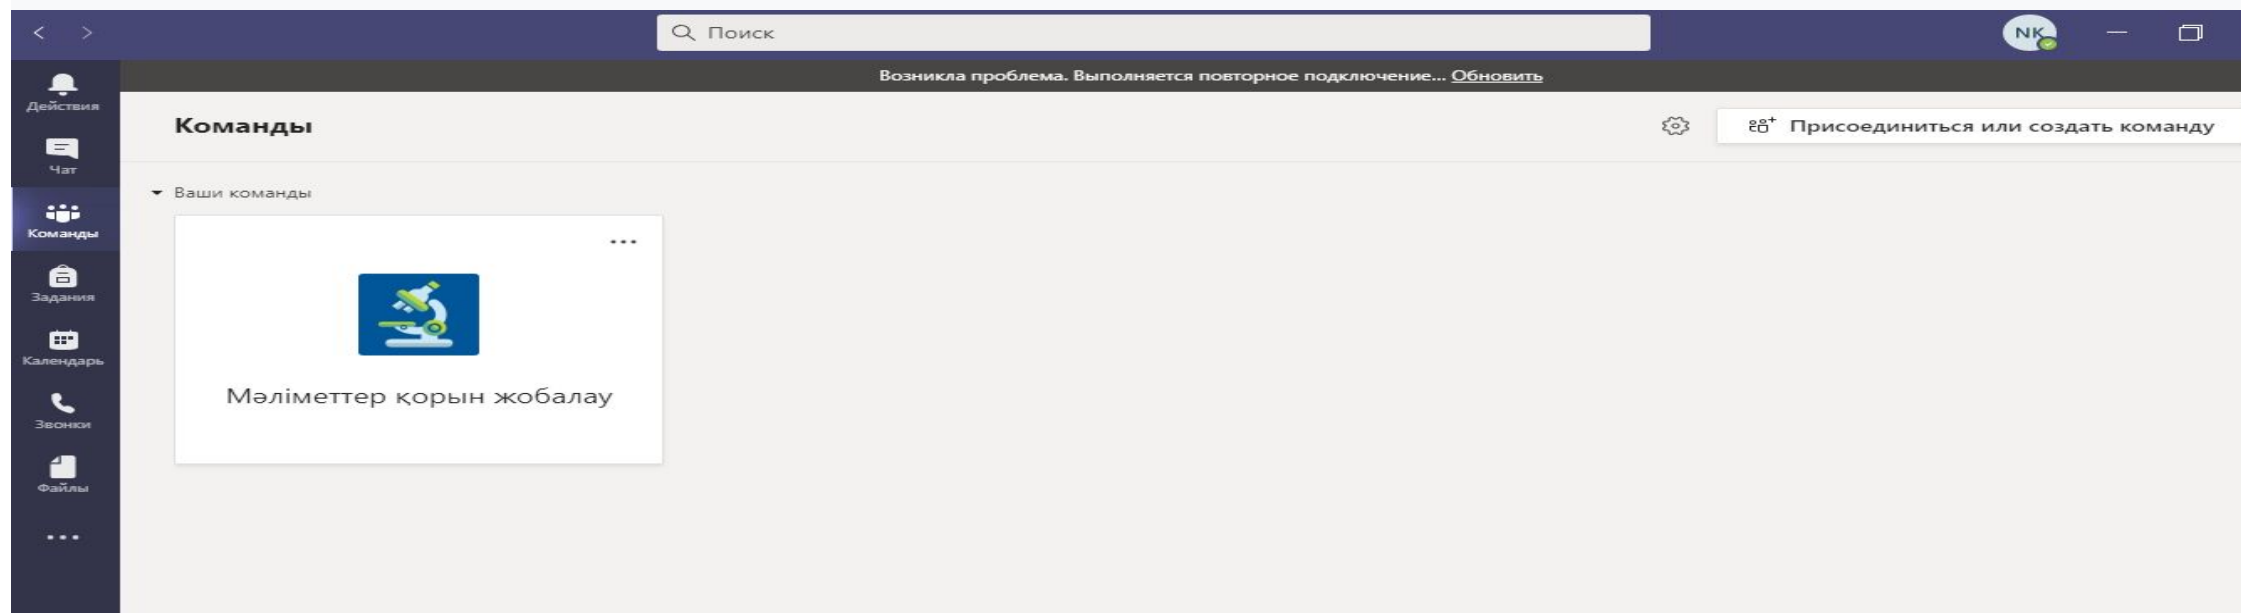 Поиск
NK
Возникла проблема. Выполняется повторное подключение... Обновить
Действия
Чат
Команды
Задания
Календарь
Звонки
Файлы
Команды
Присоединиться или создать команду
Ваши команды
Мәліметтер қорын жобалау